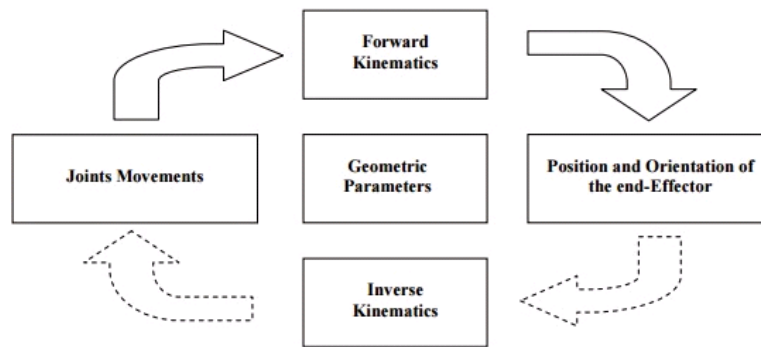 Forward
Kinematics
Joints Movements
Geometric
Parameters
Position and Orientation of
the end-Effector
Inverse
Kinematics